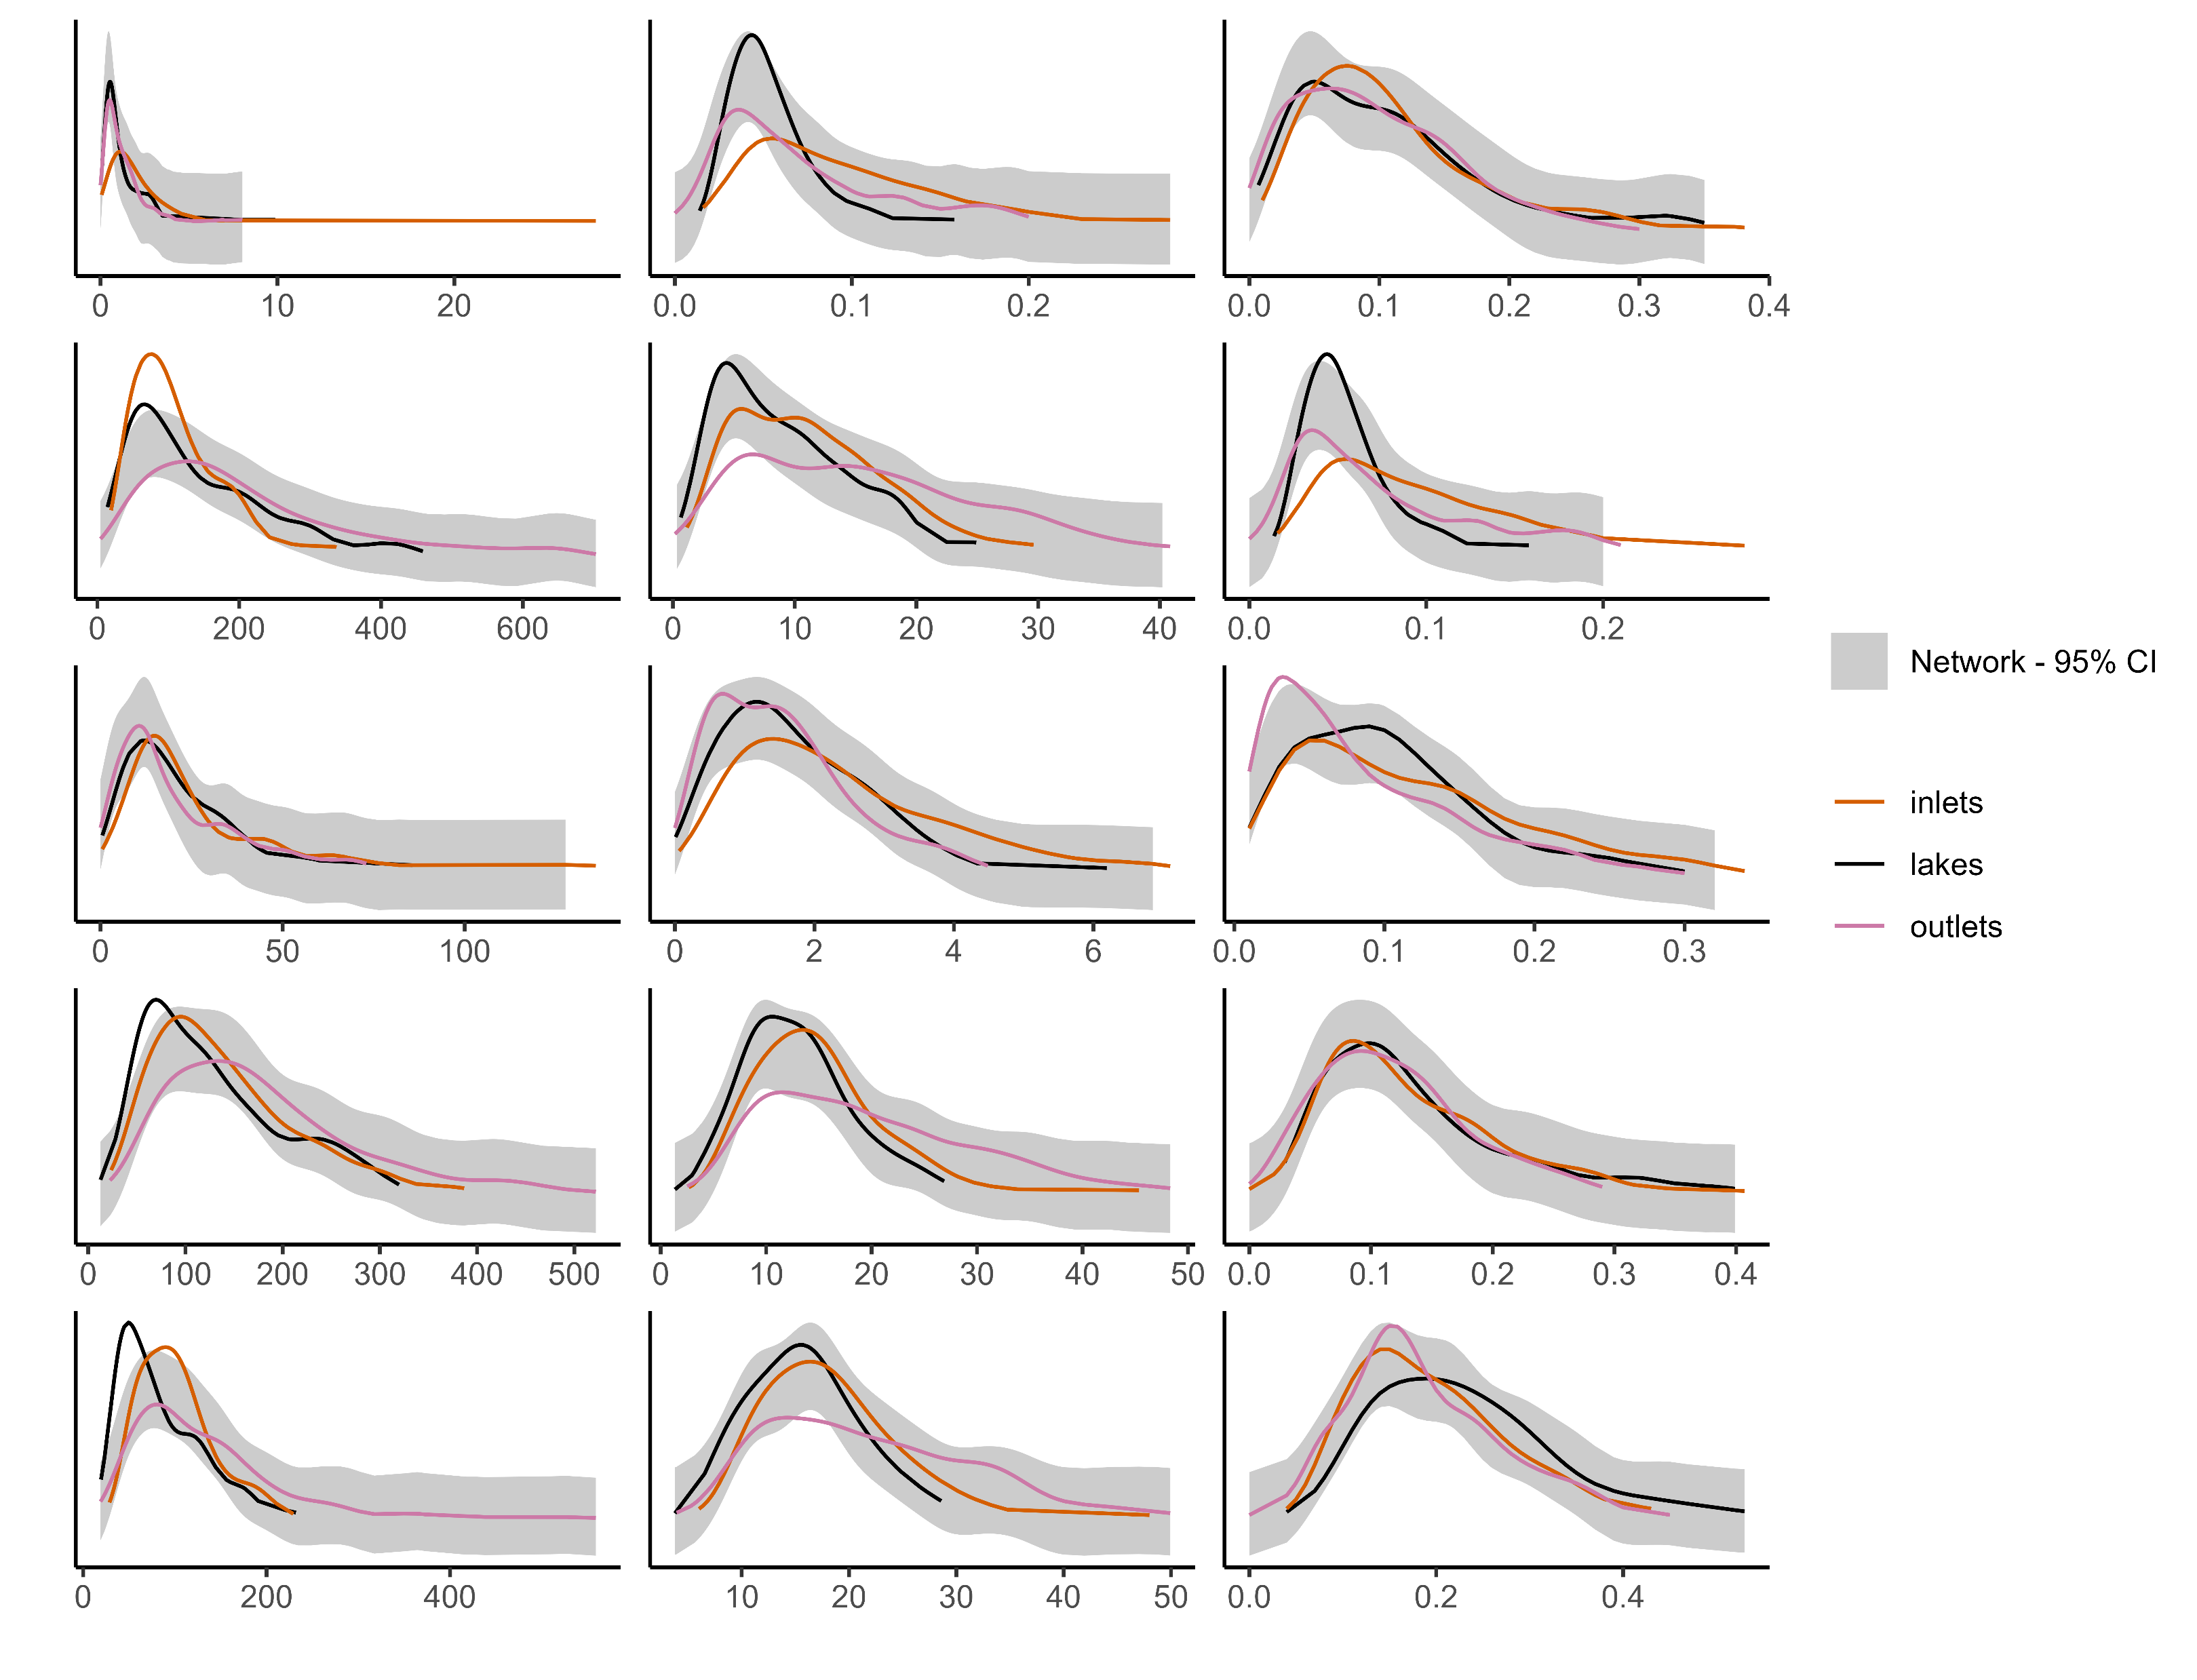 0 10 20
0.0 0.1 0.2
0.0 0.1 0.2 0.3 0.4
0 200 400 600
0 10 20 30 40
0.0 0.1 0.2
Network - 95% CI
inlets
lakes
outlets
0 50 100
0 2 4 6
0.0 0.1 0.2 0.3
0 100 200 300 400 500
0 10 20 30 40 50
0.0 0.1 0.2 0.3 0.4
0 200 400
10 20 30 40 50
0.0 0.2 0.4